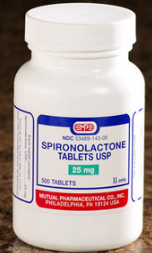 NDC 53489-143-05
SPIRONOLACTONE
TABLETS USP
25 mg
500 TABLETS
only
MUTUAL PHARMACEUTICAL CO., INC.
PHILADELPHIA, PA 19124 USA